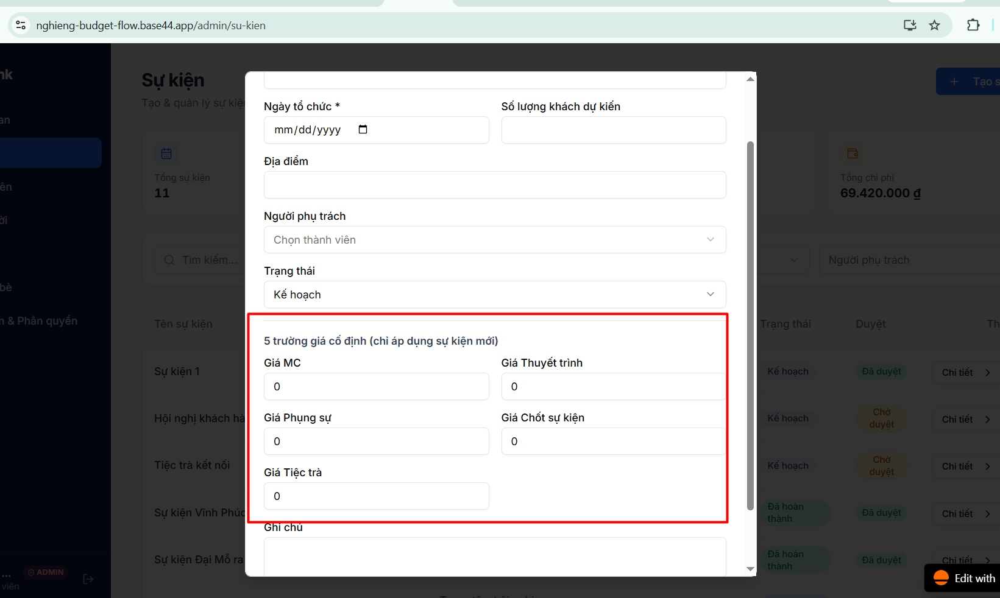 nghieng-budget-flow.base44.app/admin/su-kien
nk
Sự kiện
Tạo s
Tạo & quản lý sự kiện
an
Tổng sự kiện
11
Tổng chi phí
69.420.000 ₫
ên
ời
bè
n & Phân quyền
Tìm kiếm...
Người phụ trách
Ngày tổ chức *
Số lượng khách dự kiến
mm/dd/yyyy
Địa điểm
Người phụ trách
Chọn thành viên
Trạng thái
Kế hoạch
5 trường giá cố định (chỉ áp dụng sự kiện mới)
Giá MC
Giá Thuyết trình
0
0
Giá Phụng sự
Giá Chốt sự kiện
0
0
Giá Tiệc trà
0
Ghi chú
Tên sự kiện
Trạng thái
Duyệt
Th
Sự kiện 1
Kế hoạch
Đã duyệt
Chi tiết
Hội nghị khách hà
Kế hoạch
Chờ
duyệt
Chi tiết
Tiệc trà kết nối
Kế hoạch
Chờ
duyệt
Chi tiết
Sự kiện Vĩnh Phúc
Đã hoàn
thành
Đã duyệt
Chi tiết
Sự kiện Đại Mỗ ra
Đã hoàn
thành
Đã duyệt
Chi tiết
...
ADMIN
viên
Edit with